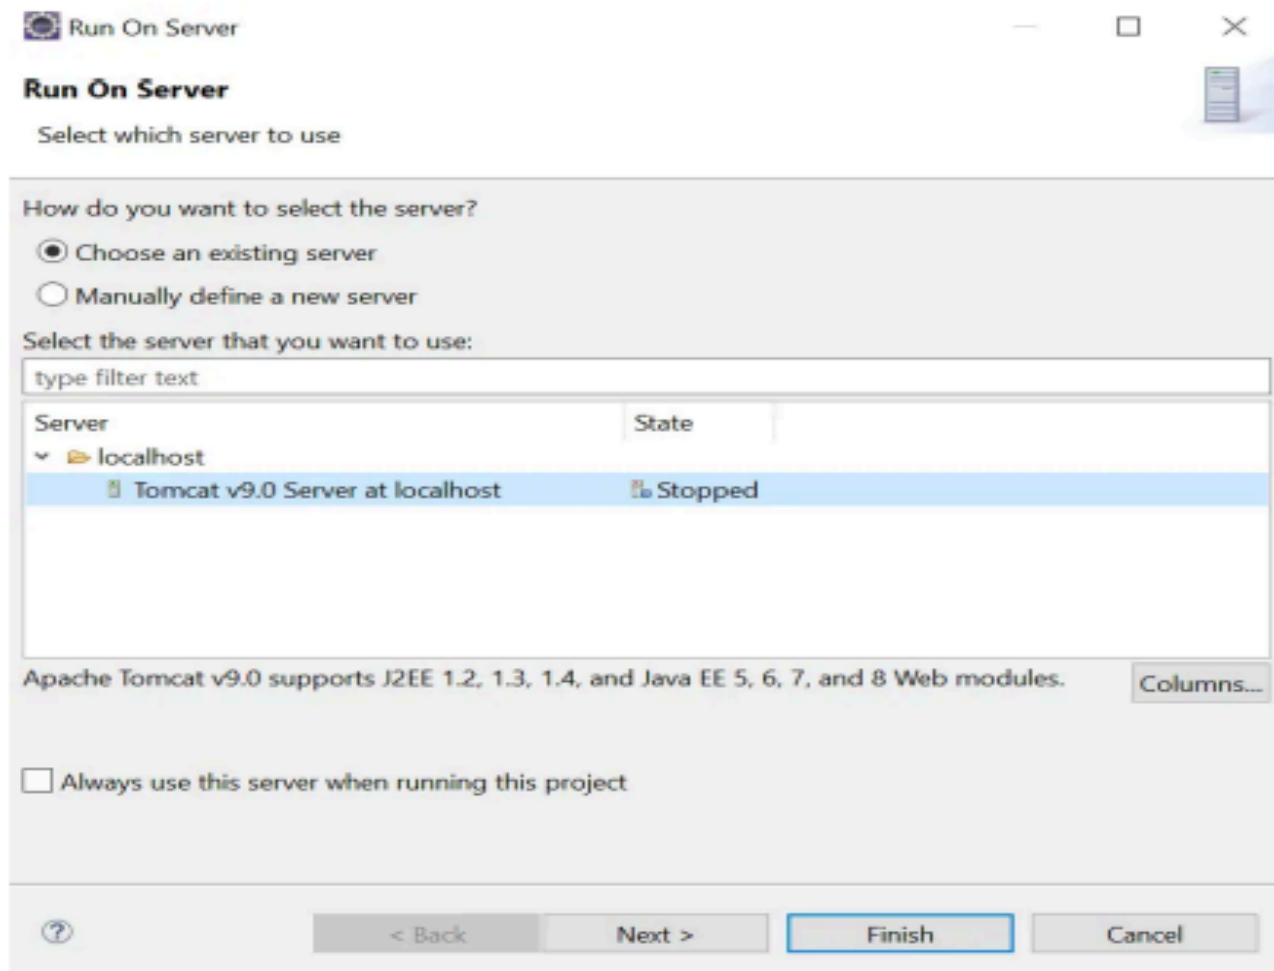 Run On Server
Run On Server
Select which server to use
How do you want to select the server?
Choose an existing server
Manually define a new server
Select the server that you want to use:
type filter text
Server State
localhost
Tomcat v9.0 Server at localhost Stopped
Apache Tomcat v9.0 supports J2EE 1.2, 1.3, 1.4, and Java EE 5, 6, 7, and 8 Web modules.
Columns...
Always use this server when running this project
? < Back Next > Finish Cancel